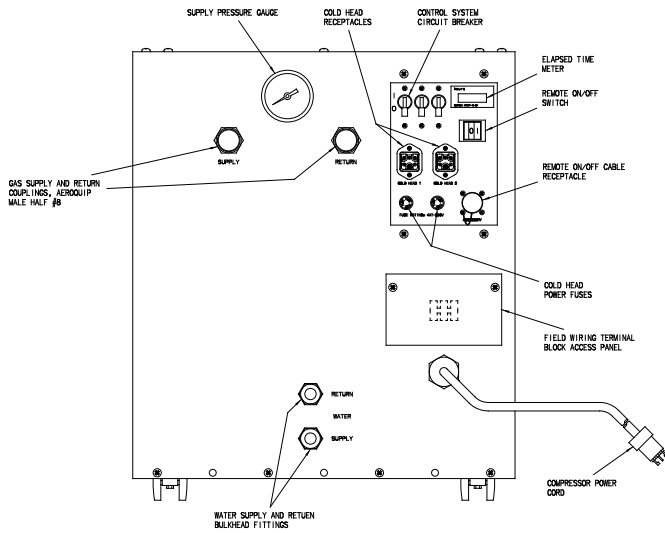 SUPPLY PRESSURE GAUGE
COLD HEAD
RECEPTACLES
CONTROL SYSTEM
CIRCUIT BREAKER
ELAPSED TIME
METER
REMOTE ON/OFF
SWITCH
SUPPLY
RETURN
COLD HEAD 1
COLD HEAD 2
REMOTE ON/OFF CABLE
RECEPTACLE
GAS SUPPLY AND RETURN
COUPLINGS, AEROQUIP
MALE HALF #8
COLD HEAD
POWER FUSES
FIELD WIRING TERMINAL
BLOCK ACCESS PANEL
RETURN
WATER
SUPPLY
COMPRESSOR POWER
CORD
WATER SUPPLY AND RETUEN
BULKHEAD FITTINGS